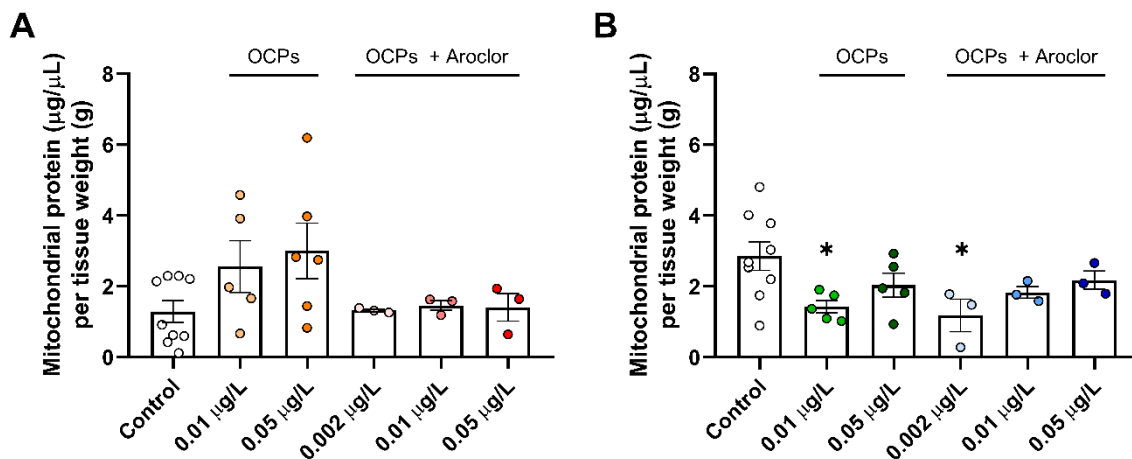 A
OCPs
OCPs + Aroclor
Mitochondrial protein (μg/μL)
per tissue weight (g)
8
6
4
2
0
Control
0.01 μg/L
0.05 μg/L
0.002 μg/L
0.01 μg/L
0.05 μg/L
B
OCPs
OCPs + Aroclor
Mitochondrial protein (μg/μL)
per tissue weight (g)
8
6
4
2
0
*
*
Control
0.01 μg/L
0.05 μg/L
0.002 μg/L
0.01 μg/L
0.05 μg/L